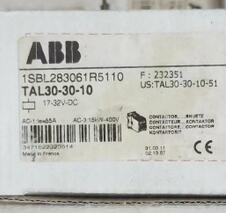 ABB
1SBL283061R5110
F : 232351
TAL30-30-10
US:TAL30-30-10-51
17-32V-DC
AC-1:Ie=55A
AC-3:15kW-400V
CONTACTOR
Made in France